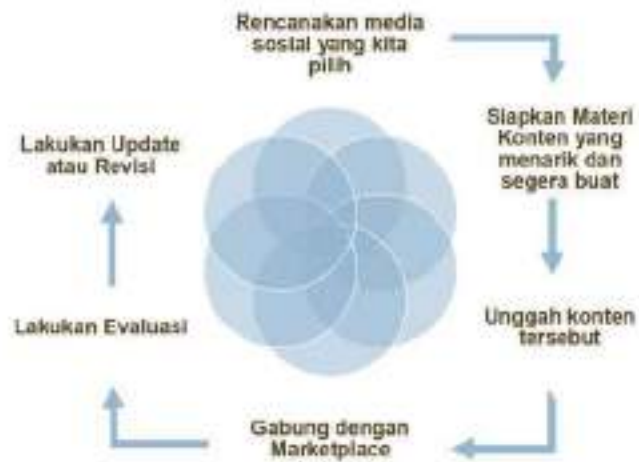 Rencanakan media
sosial yang kita
pilih
Siapkan Materi
Konten yang
menarik dan
segera buat
Unggah konten
tersebut
Gabung dengan
Marketplace
Lakukan Evaluasi
Lakukan Update
atau Revisi